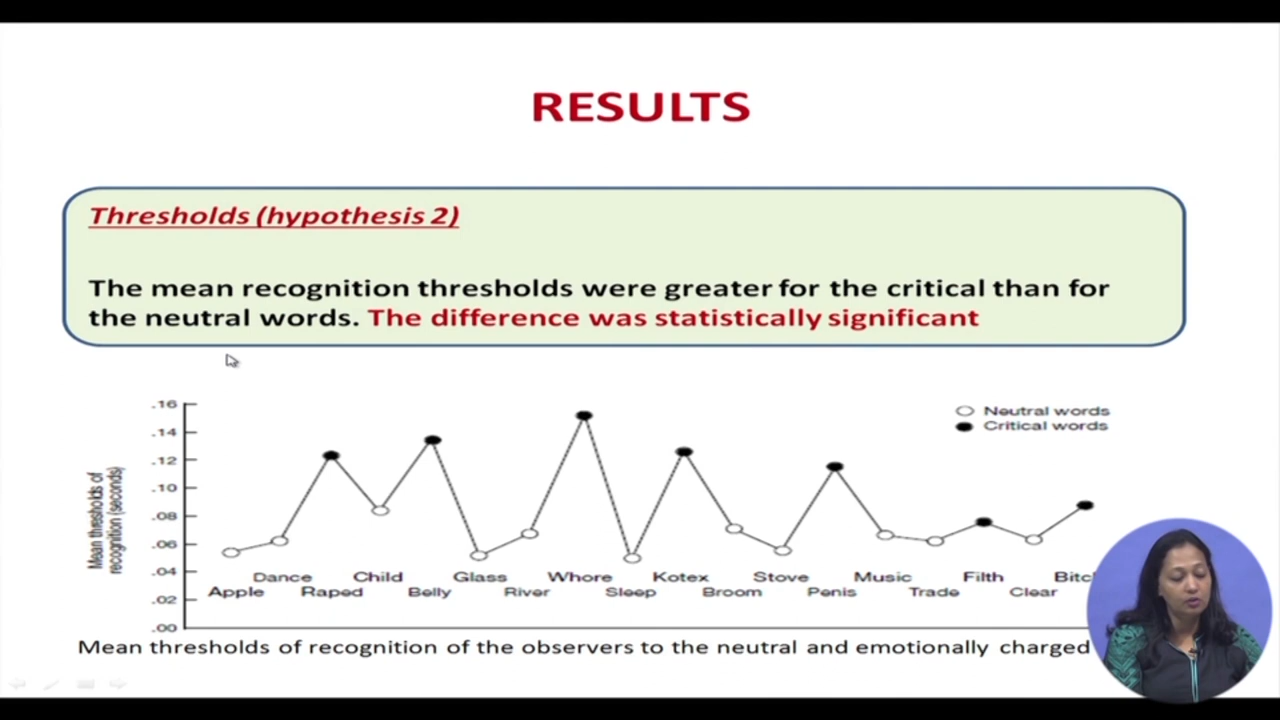 RESULTS
Thresholds (hypothesis 2)
The mean recognition thresholds were greater for the critical than for
the neutral words. The difference was statistically significant
Neutral words
Critical words
Mean thresholds of
recognition (seconds)
.16
.14
.12
.10
.08
.06
.04
.02
.00
Dance Child Glass Whore Kotex Stove Music Filth
Apple Raped Belly River Sleep Broom Penis Trade Clear
Mean thresholds of recognition of the observers to the neutral and emotionally charged